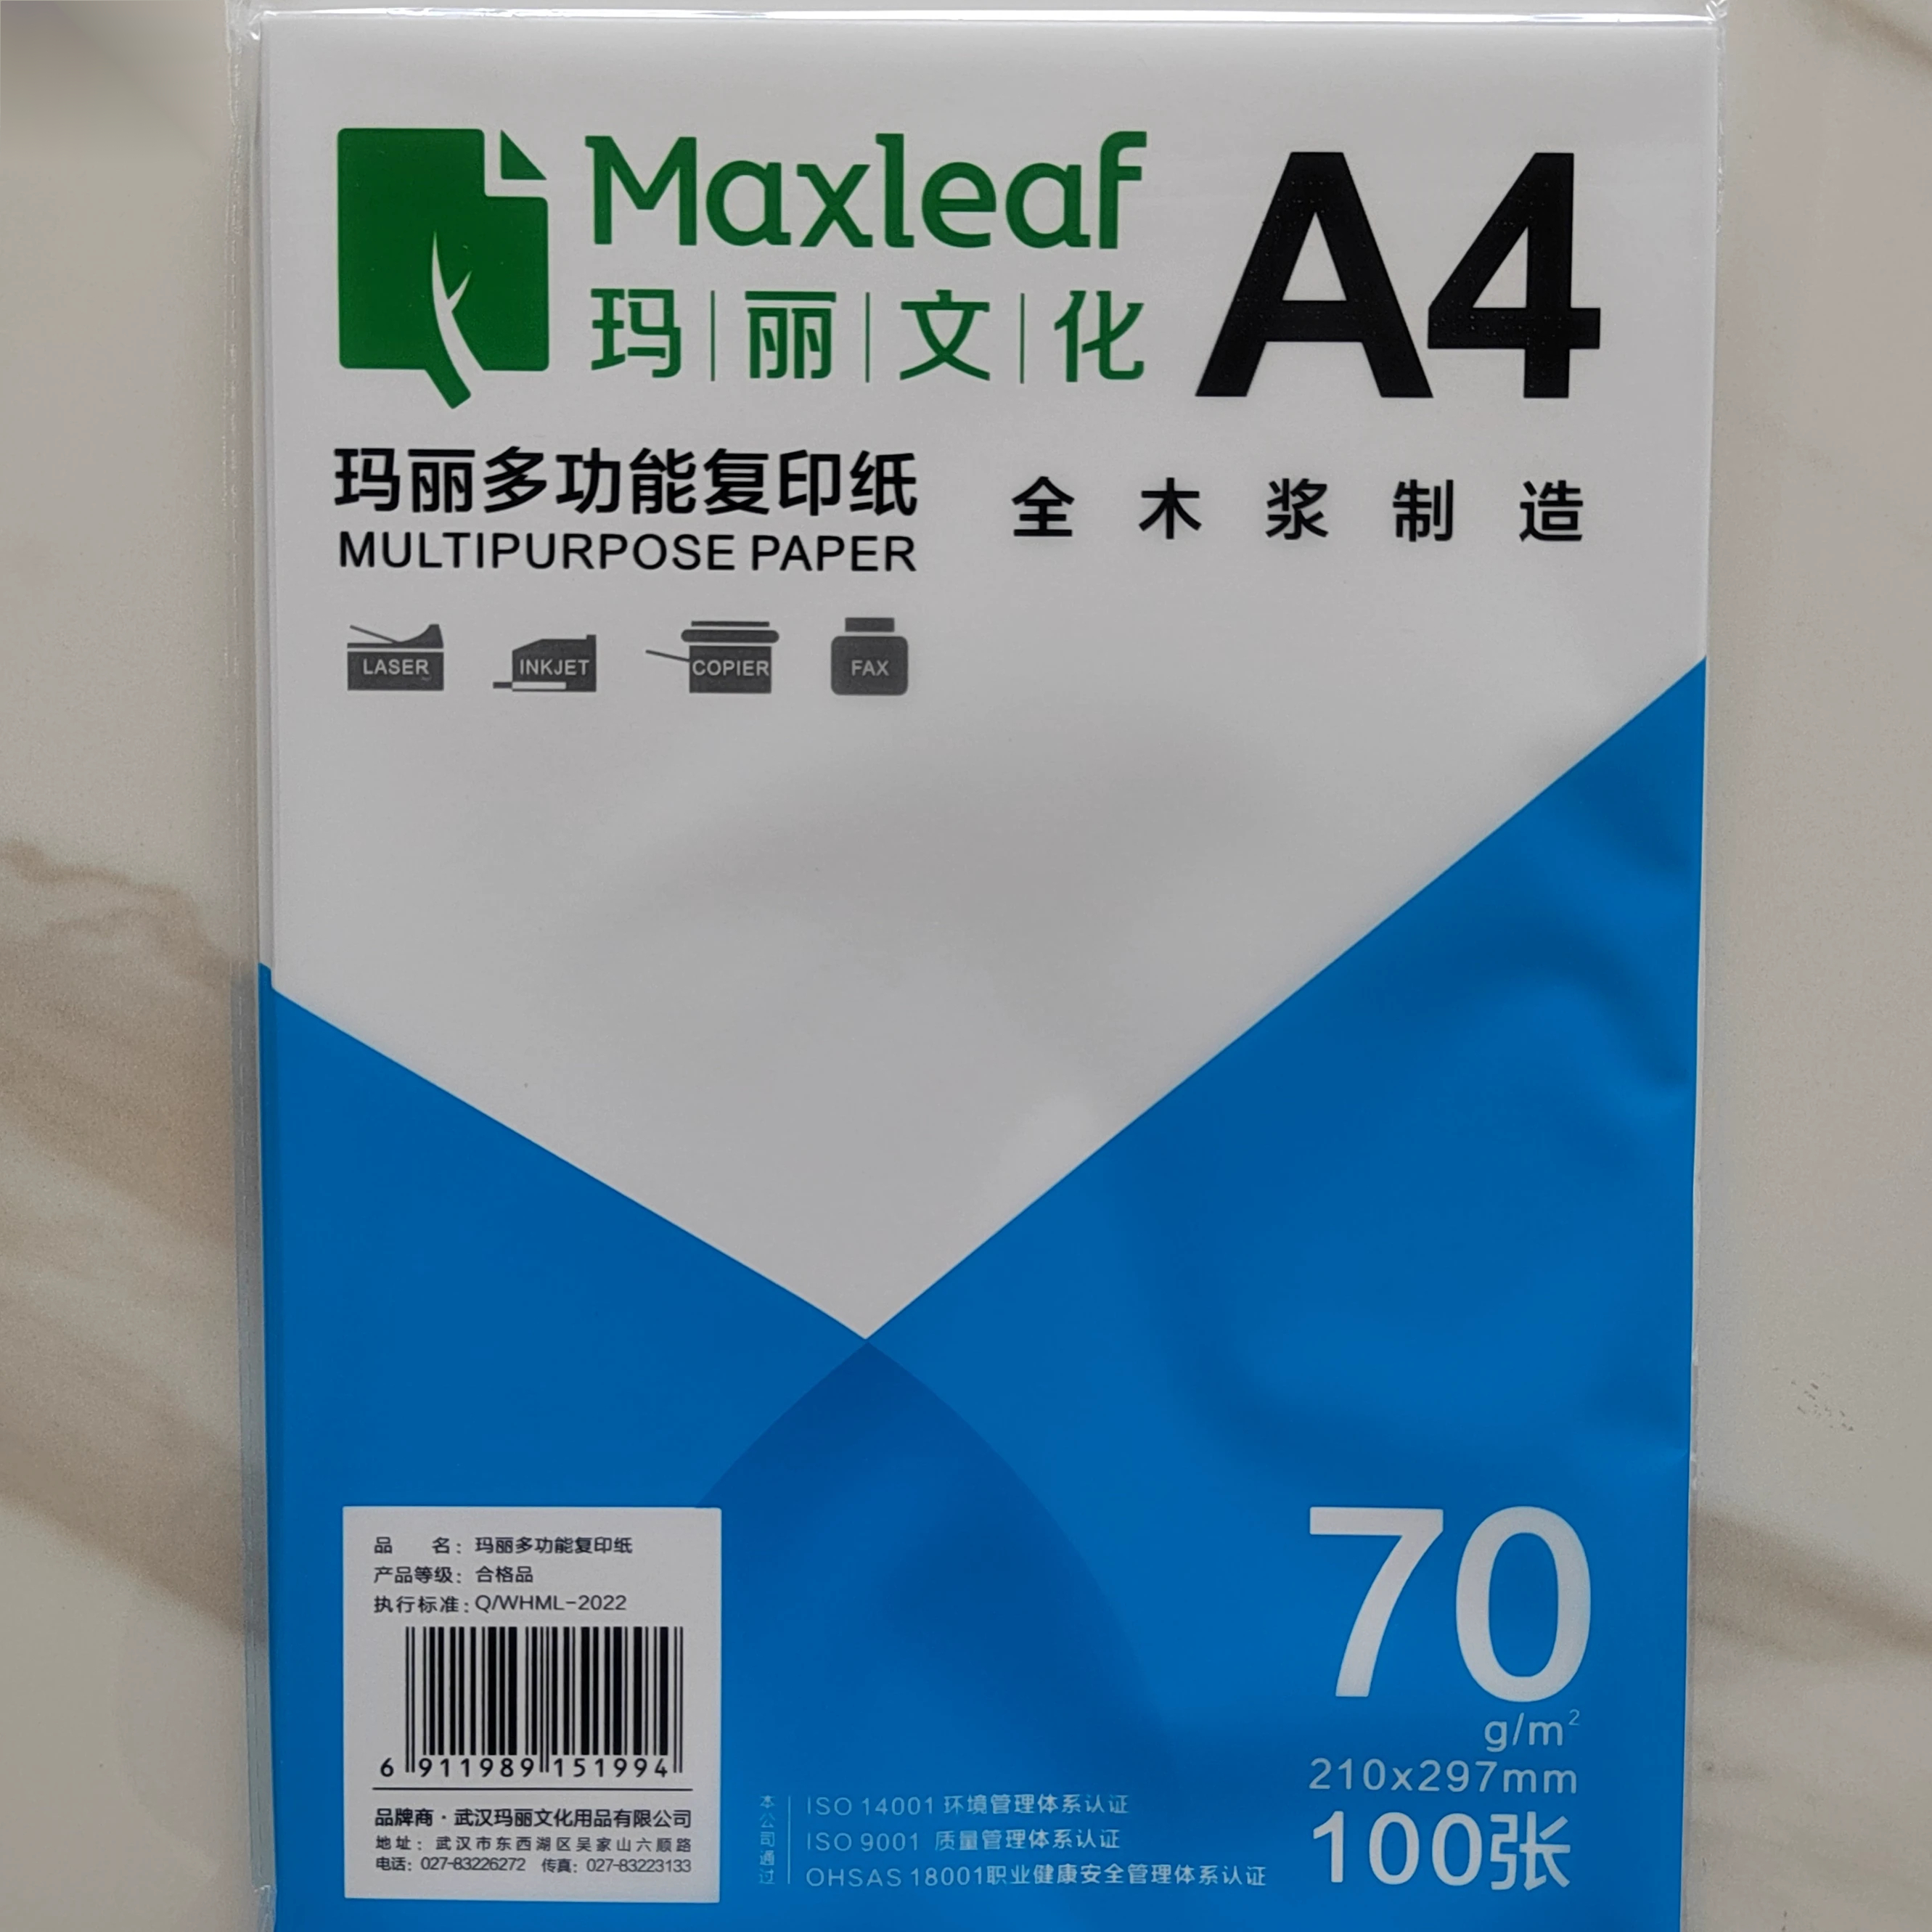 Maxleaf
玛丽文化
A4
玛丽多功能复印纸
MULTIPURPOSE PAPER
全木浆制造
LASER INKJET COPIER FAX
品 名：玛丽多功能复印纸
产品等级：合格品
执行标准：Q/WHML-2022
6 911989 151994
品牌商·武汉玛丽文化用品有限公司
地址：武汉市东西湖区吴家山六顺路
电话：027-83226272 传真：027-83223133
本公司通过
ISO 14001 环境管理体系认证
ISO 9001 质量管理体系认证
OHSAS 18001职业健康安全管理体系认证
70
g/m²
210x297mm
100张